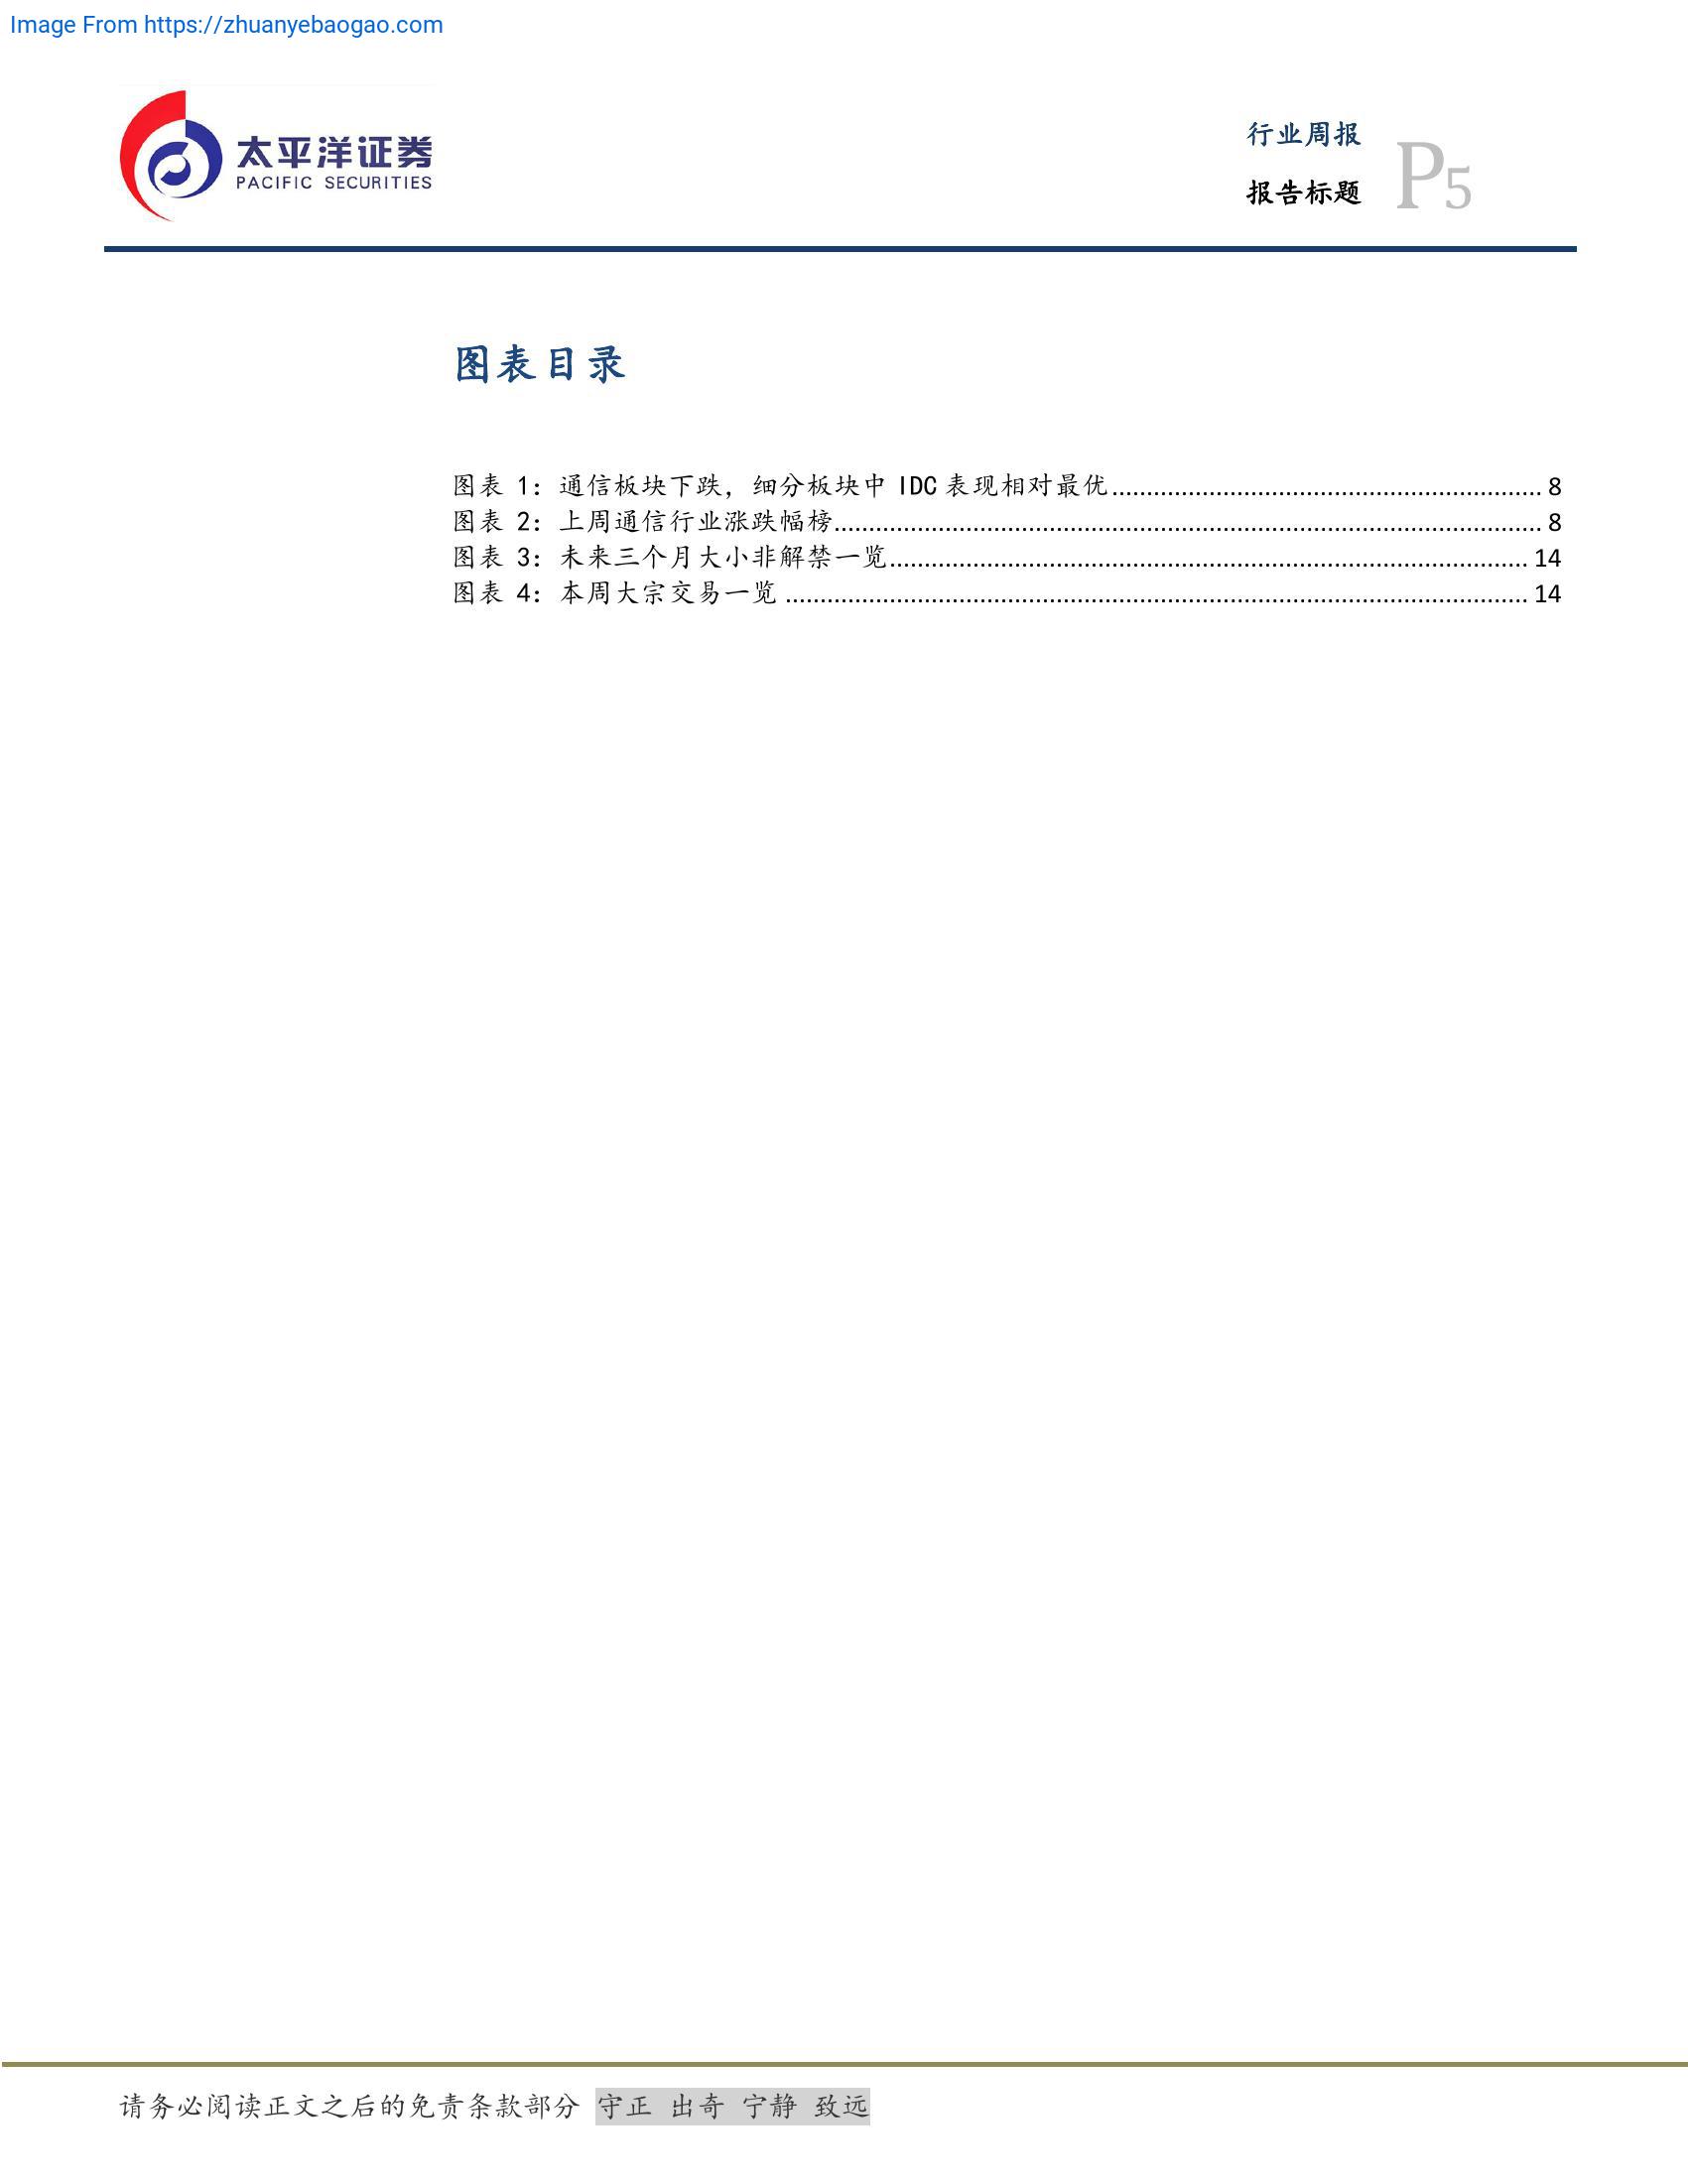 Image From https://zhuanyebaogao.com
太平洋证券
PACIFIC SECURITIES
行业周报
报告标题
P5
图表目录
图表 1：通信板块下跌，细分板块中 IDC 表现相对最优........................................................ 8
图表 2：上周通信行业涨跌幅榜........................................................................................ 8
图表 3：未来三个月大小非解禁一览................................................................................ 14
图表 4：本周大宗交易一览 ............................................................................................ 14
请务必阅读正文之后的免责条款部分 守正 出奇 宁静 致远